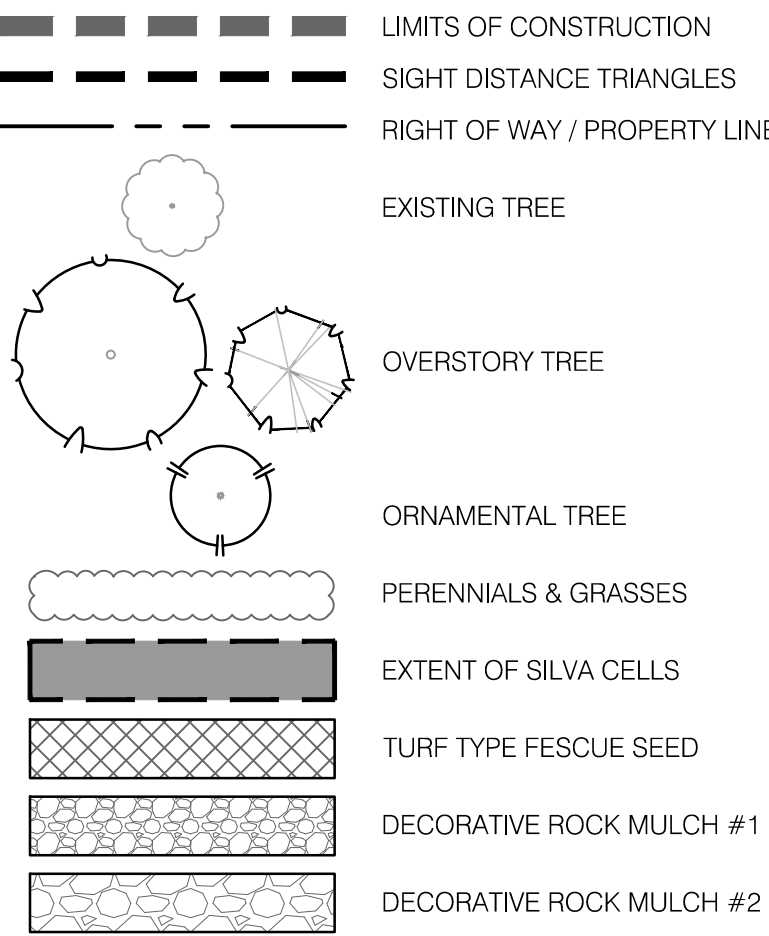 LIMITS OF CONSTRUCTION
SIGHT DISTANCE TRIANGLES
RIGHT OF WAY / PROPERTY LINE
EXISTING TREE
OVERSTORY TREE
ORNAMENTAL TREE
PERENNIALS & GRASSES
EXTENT OF SILVA CELLS
TURF TYPE FESCUE SEED
DECORATIVE ROCK MULCH #1
DECORATIVE ROCK MULCH #2